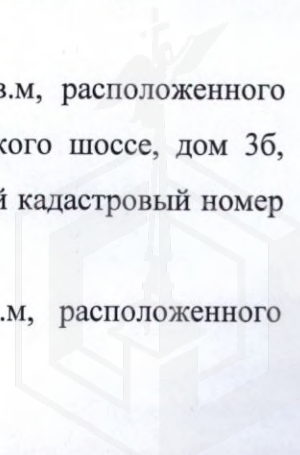 в.м, расположенного
кого шоссе, дом 3б,
й кадастровый номер
.м, расположенного